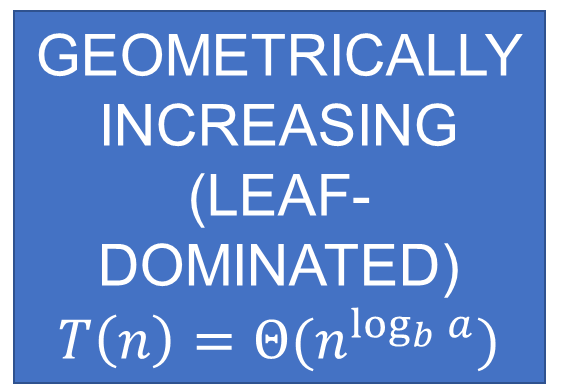 GEOMETRICALLY
INCREASING
(LEAF-
DOMINATED)
T(n) = Θ(n^{log_b a})